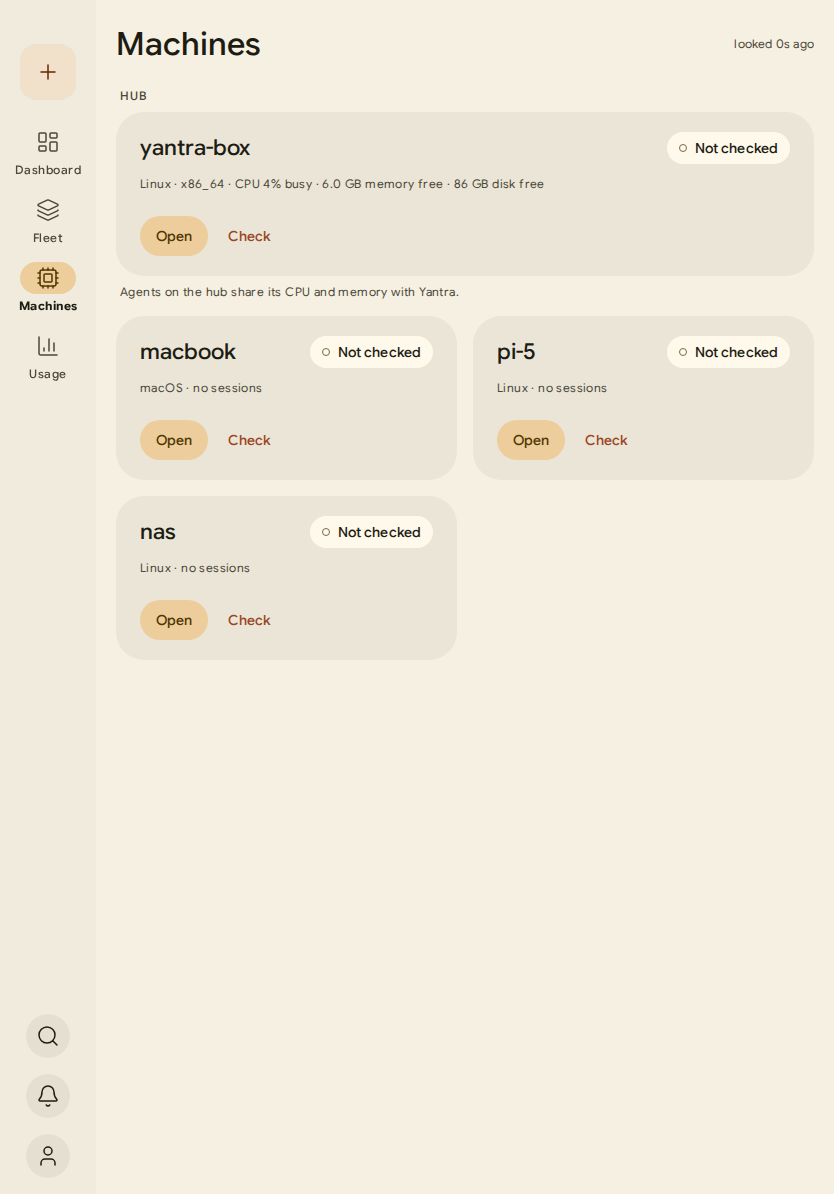 Machines
looked 0s ago
Dashboard
Fleet
Machines
Usage
HUB
yantra-box
Not checked
Linux · x86_64 · CPU 4% busy · 6.0 GB memory free · 86 GB disk free
Open Check
Agents on the hub share its CPU and memory with Yantra.
macbook
Not checked
macOS · no sessions
Open Check
pi-5
Not checked
Linux · no sessions
Open Check
nas
Not checked
Linux · no sessions
Open Check